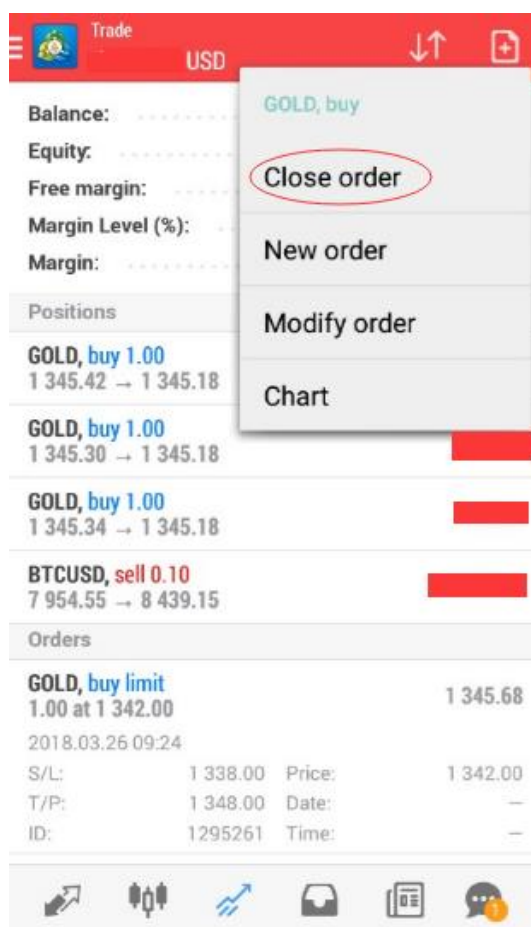 Trade
USD
GOLD, buy
Close order
New order
Modify order
Chart
Balance:
Equity:
Free margin:
Margin Level (%):
Margin:
Positions
GOLD, buy 1.00
1 345.42 → 1 345.18
GOLD, buy 1.00
1 345.30 → 1 345.18
GOLD, buy 1.00
1 345.34 → 1 345.18
BTCUSD, sell 0.10
7 954.55 → 8 439.15
Orders
GOLD, buy limit
1.00 at 1 342.00 1 345.68
2018.03.26 09:24
S/L: 1 338.00 Price: 1 342.00
T/P: 1 348.00 Date: —
ID: 1295261 Time: —
1